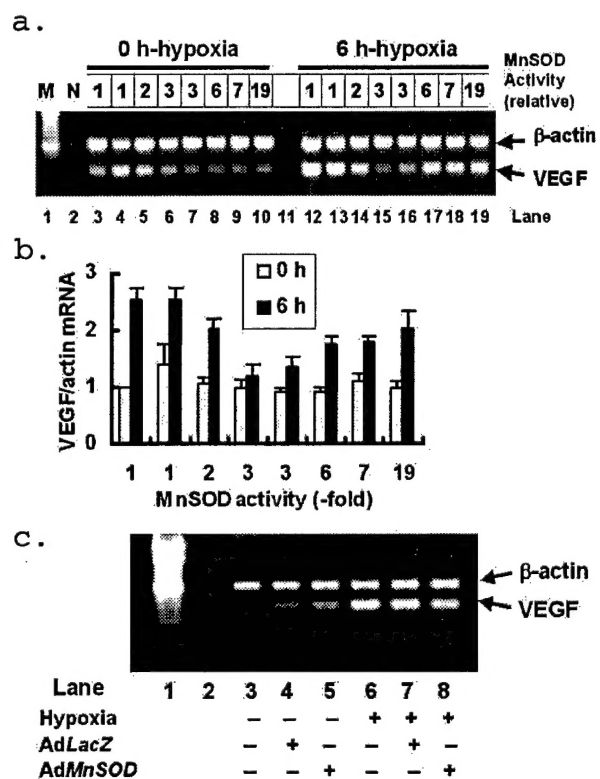 a.
0 h-hypoxia 6 h-hypoxia MnSOD Activity (relative)
M N 1 1 2 3 3 6 7 19 1 1 2 3 3 6 7 19
β-actin
VEGF
1 2 3 4 5 6 7 8 9 10 11 12 13 14 15 16 17 18 19 Lane
b.
VEGF/actin mRNA
3
2
1
0
0 h
6 h
1 1 2 3 3 6 7 19
MnSOD activity (-fold)
c.
β-actin
VEGF
Lane 1 2 3 4 5 6 7 8
Hypoxia – – – + + +
AdLacZ – + – – + –
AdMnSOD – – + – – +